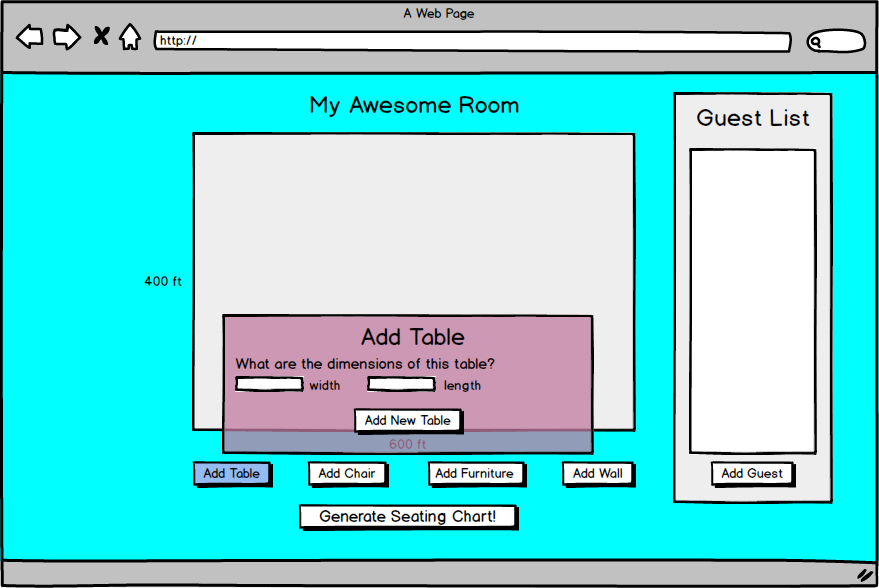 A Web Page
http://
My Awesome Room
Guest List
400 ft
Add Table
What are the dimensions of this table?
width length
Add New Table
600 ft
Add Table Add Chair Add Furniture Add Wall Add Guest
Generate Seating Chart!